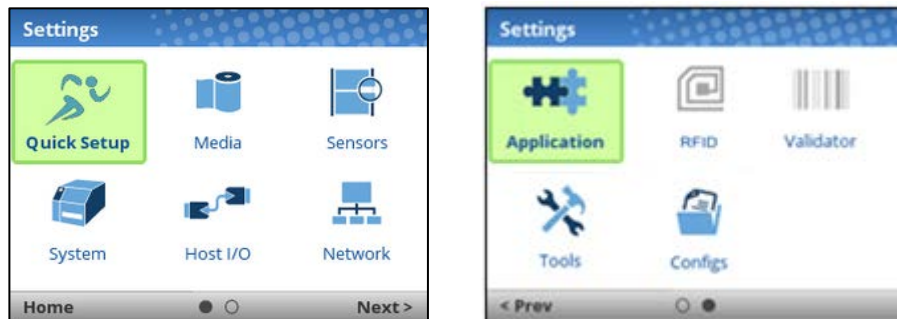 Settings
Quick Setup Media Sensors
System Host I/O Network
Home Next >
Settings
Application RFID Validator
Tools Configs
< Prev